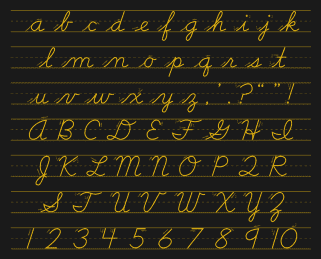 a b c d e f g h i j k
l m n o p q r s t
u v w x y z , ' . ? “ ” !
A B C D E F G H I
J K L M N O P Q R
S T U V W X Y Z
1 2 3 4 5 6 7 8 9 10